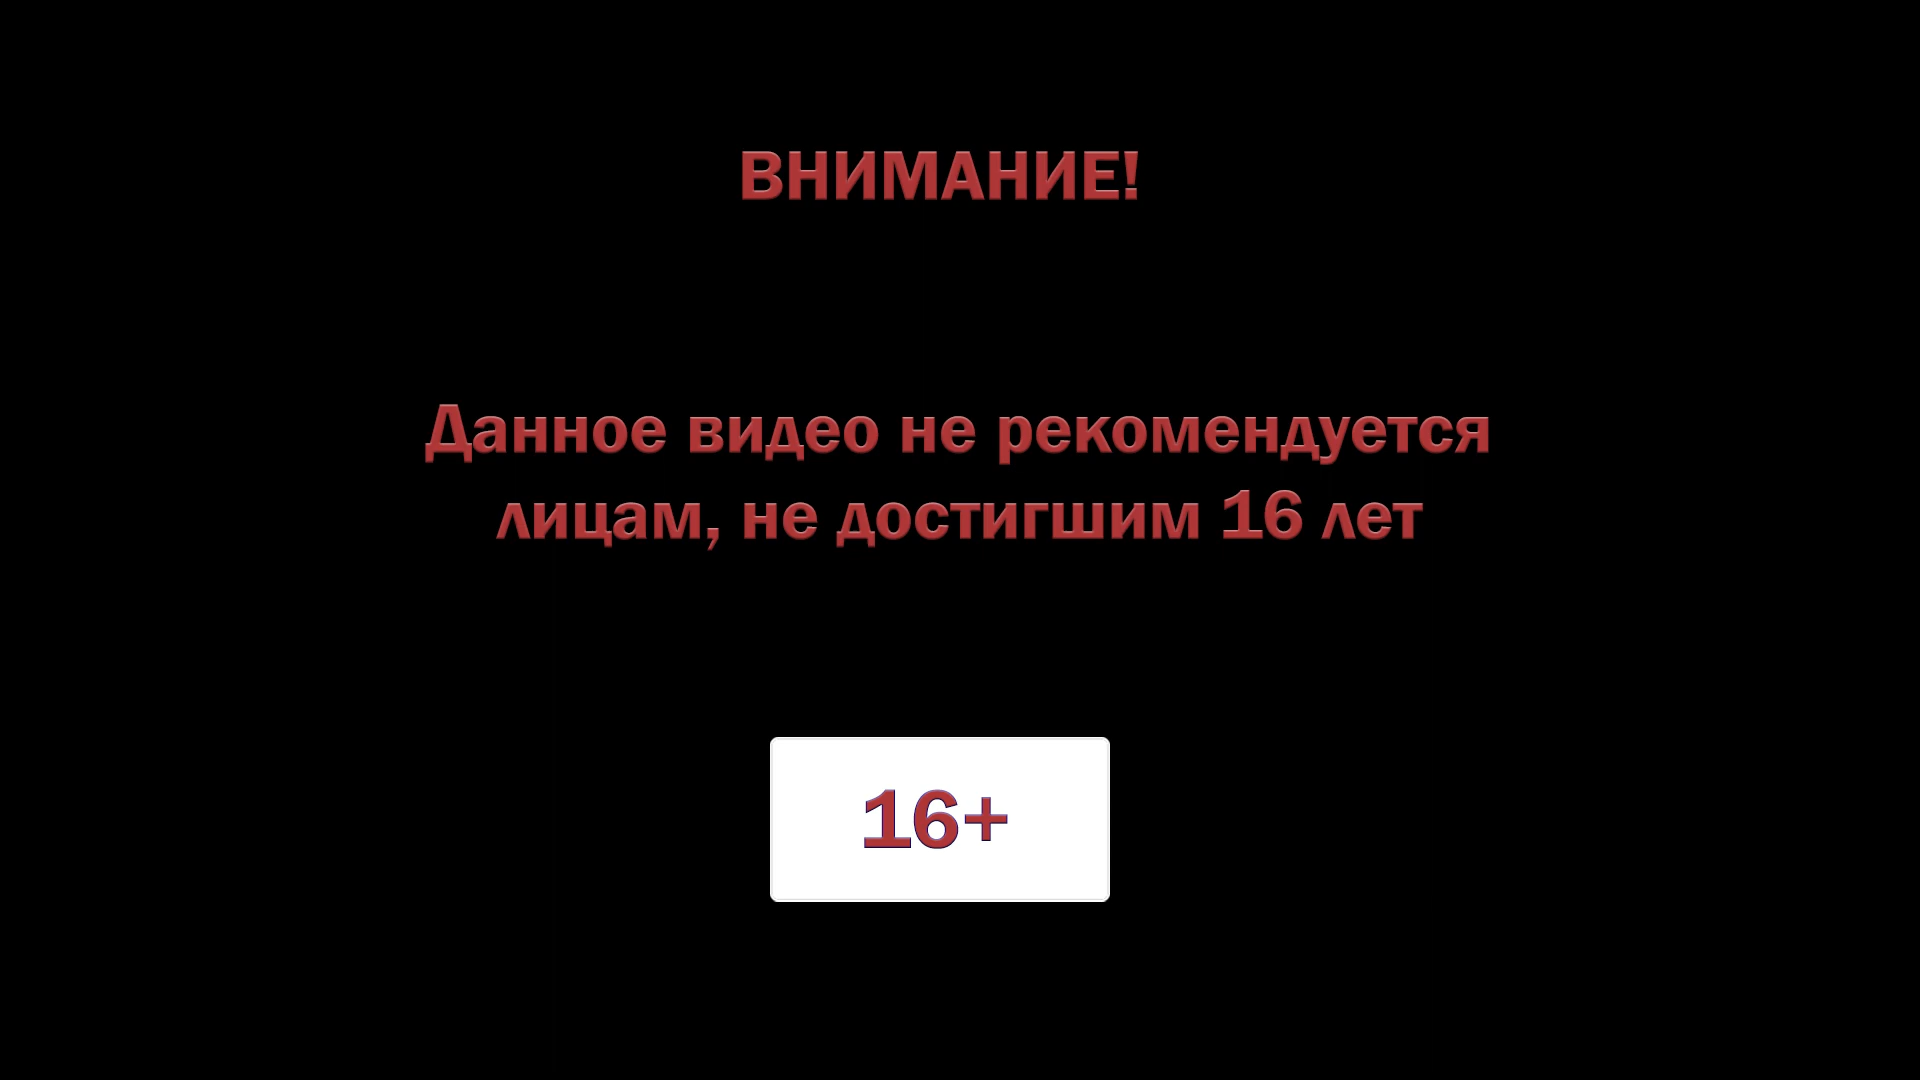 ВНИМАНИЕ!
Данное видео не рекомендуется
лицам, не достигшим 16 лет
16+